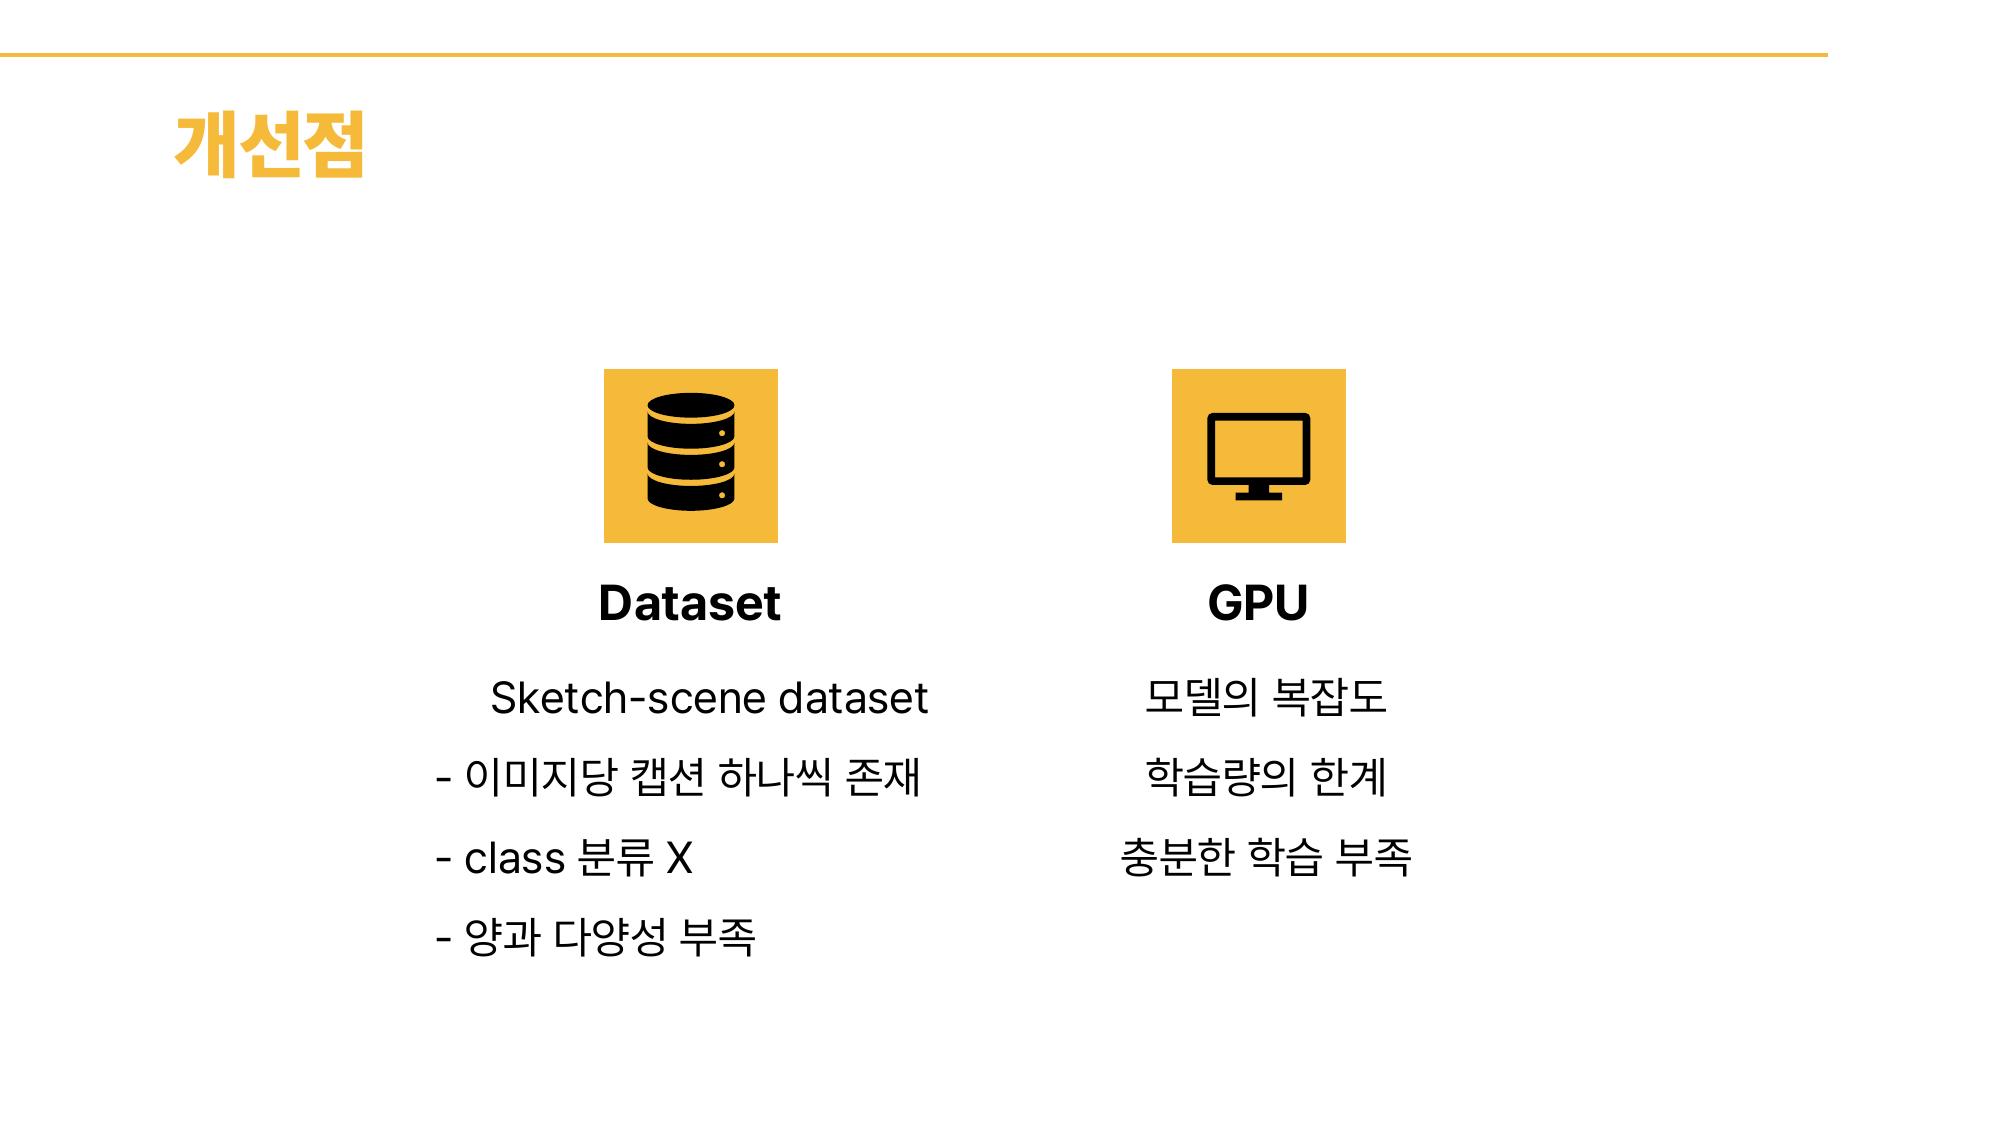 개선점
Dataset
Sketch-scene dataset
- 이미지당 캡션 하나씩 존재
- class 분류 X
- 양과 다양성 부족
GPU
모델의 복잡도
학습량의 한계
충분한 학습 부족